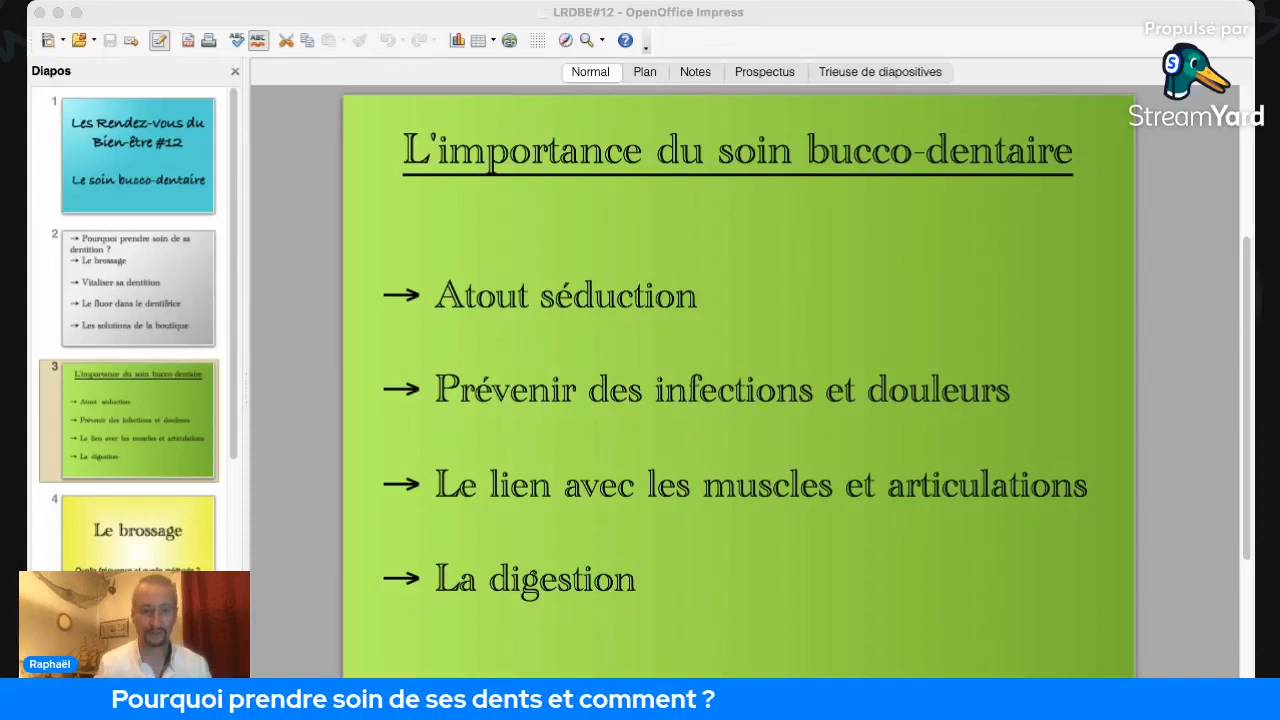 LRDBE#12 - OpenOffice Impress
Propulsé par
StreamYard
Diapos
Normal Plan Notes Prospectus Trieuse de diapositives
1
Les Rendez-vous du
Bien-être #12
Le soin bucco-dentaire
2
→ Pourquoi prendre soin de sa
dentition ?
→ Le brossage
→ Vitaliser sa dentition
→ Le fluor dans le dentifrice
→ Les solutions de la boutique
3
L'importance du soin bucco-dentaire
→ Atout séduction
→ Prévenir des infections et douleurs
→ Le lien avec les muscles et articulations
→ La digestion
4
Le brossage
Quelle fréquence et quelle méthode ?
L'importance du soin bucco-dentaire
→ Atout séduction
→ Prévenir des infections et douleurs
→ Le lien avec les muscles et articulations
→ La digestion
Raphaël
Pourquoi prendre soin de ses dents et comment ?